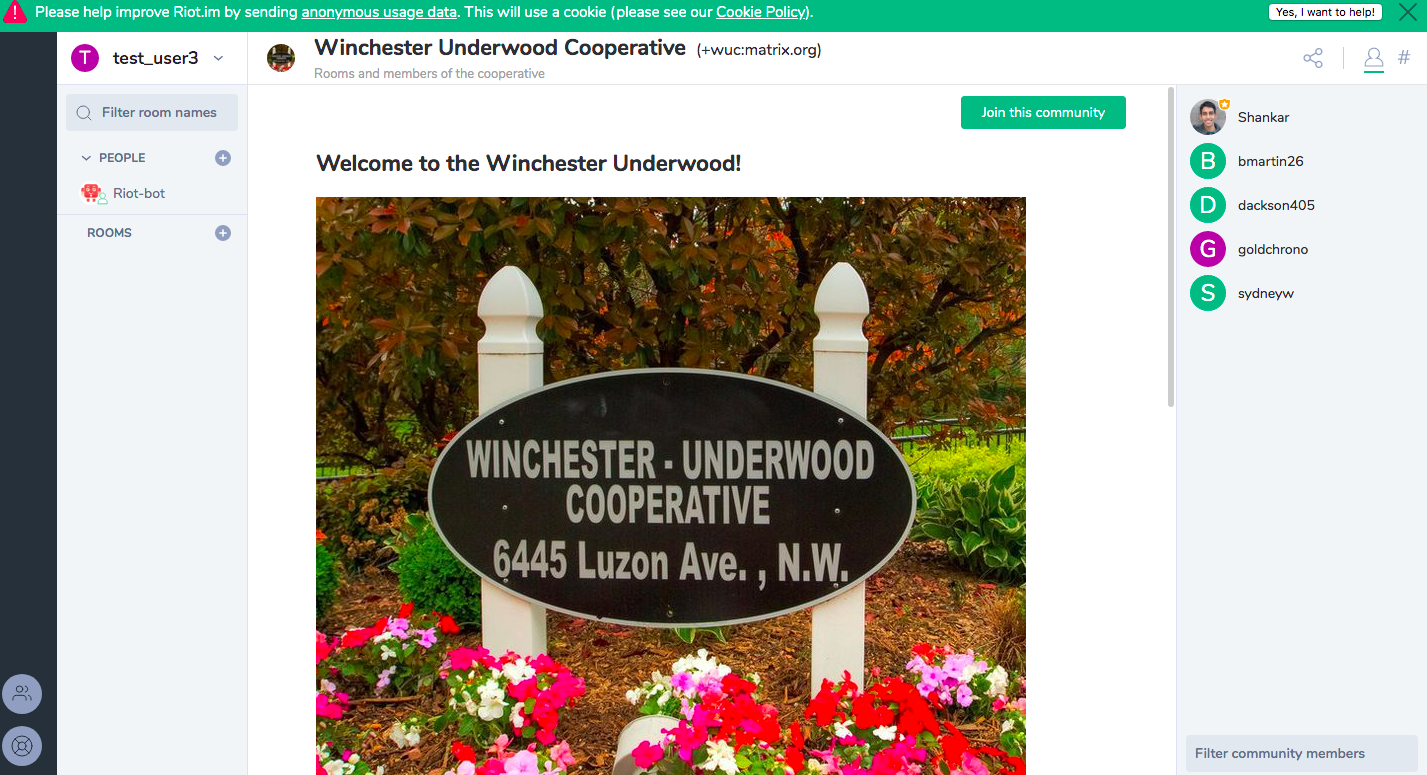 Please help improve Riot.im by sending anonymous usage data. This will use a cookie (please see our Cookie Policy).
Yes, I want to help!
T
test_user3
Filter room names
PEOPLE
Riot-bot
ROOMS
Winchester Underwood Cooperative (+wuc:matrix.org)
Rooms and members of the cooperative
#
Join this community
Welcome to the Winchester Underwood!
WINCHESTER - UNDERWOOD
COOPERATIVE
6445 Luzon Ave. , N.W.
Shankar
B
bmartin26
D
dackson405
G
goldchrono
S
sydneyw
Filter community members